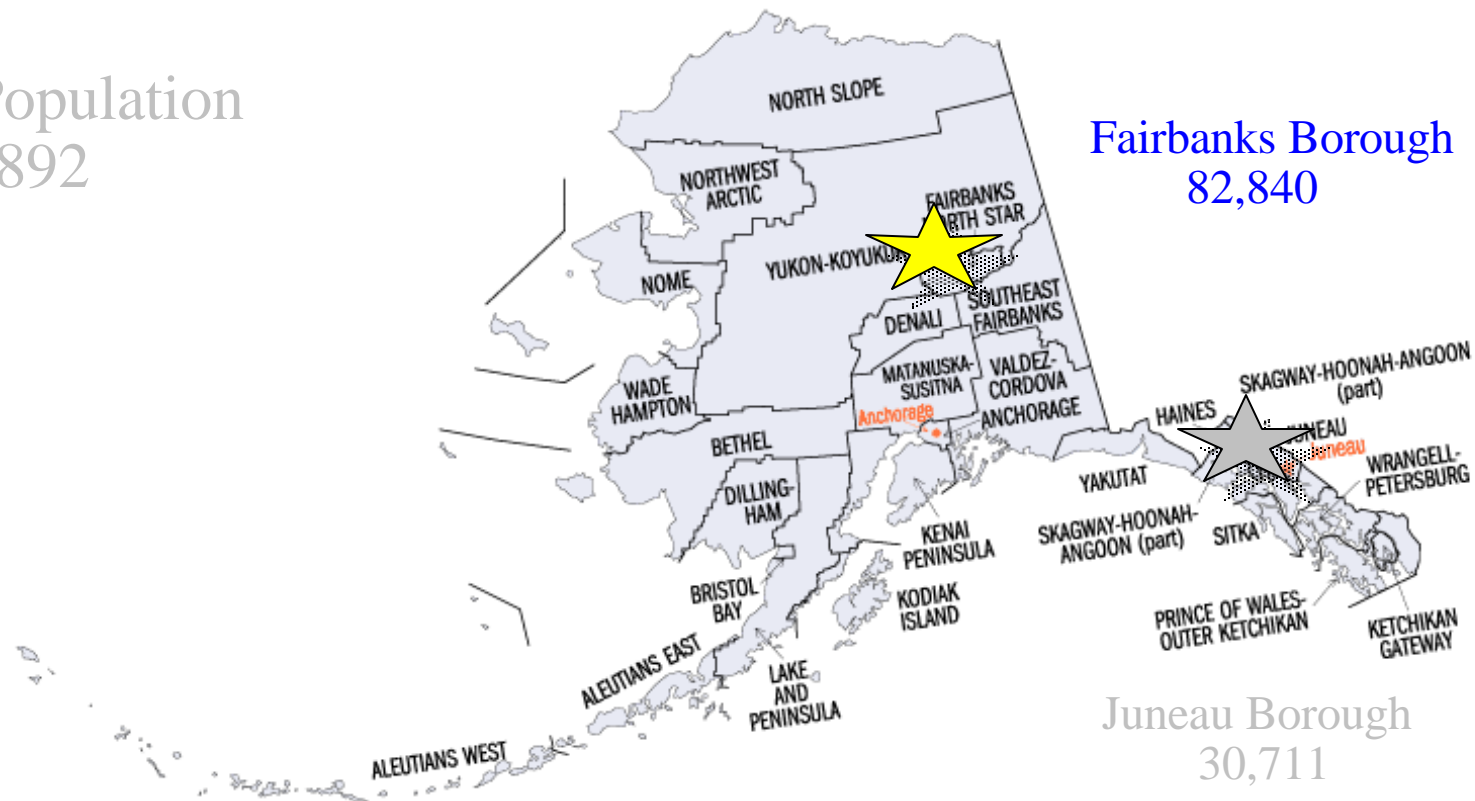 opulation
892
Fairbanks Borough
82,840
NORTH SLOPE
NORTHWEST
ARCTIC
FAIRBANKS
NORTH STAR
YUKON-KOYUKU
NOME
SOUTHEAST
FAIRBANKS
DENALI
MATANUSKA-
SUSITNA
VALDEZ-
CORDOVA
WADE
HAMPTON
Anchorage
ANCHORAGE
SKAGWAY-HOONAH-ANGOON
(part)
HAINES
JUNEAU
Juneau
BETHEL
WRANGELL-
PETERSBURG
YAKUTAT
DILLING-
HAM
SKAGWAY-HOONAH-
ANGOON (part)
SITKA
KENAI
PENINSULA
BRISTOL
BAY
KODIAK
ISLAND
PRINCE OF WALES-
OUTER KETCHIKAN
KETCHIKAN
GATEWAY
ALEUTIANS EAST
LAKE
AND
PENINSULA
ALEUTIANS WEST
Juneau Borough
30,711